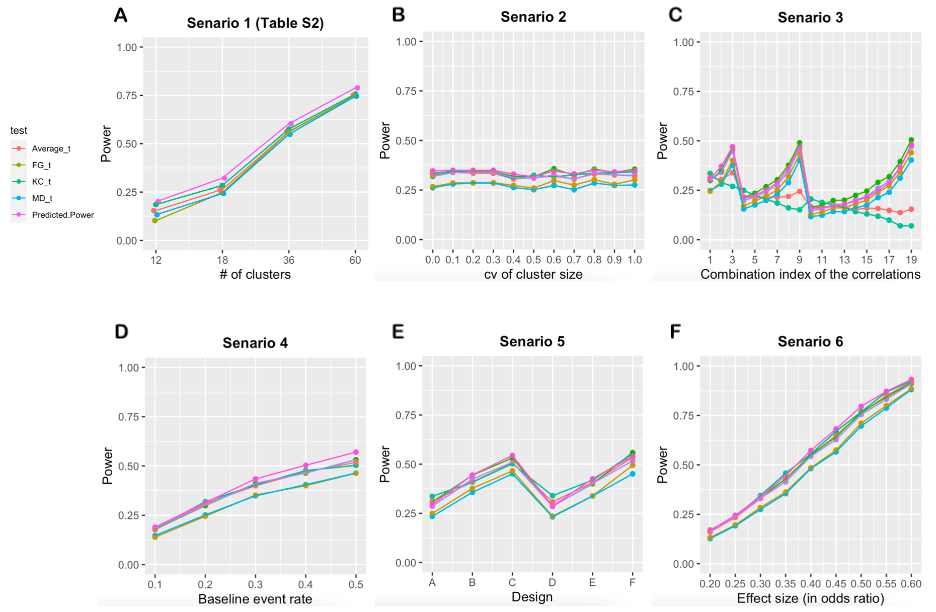 A
Senario 1 (Table S2)
1.00
0.75
0.50
0.25
0.00
Power
12 18 36 60
# of clusters
test
Average_t
FG_t
KC_t
MD_t
Predicted.Power
B
Senario 2
1.00
0.75
0.50
0.25
0.00
Power
0.0 0.1 0.2 0.3 0.4 0.5 0.6 0.7 0.8 0.9 1.0
cv of cluster size
C
Senario 3
1.00
0.75
0.50
0.25
0.00
Power
1 3 5 7 9 11 13 15 17 19
Combination index of the correlations
D
Senario 4
1.00
0.75
0.50
0.25
0.00
Power
0.1 0.2 0.3 0.4 0.5
Baseline event rate
E
Senario 5
1.00
0.75
0.50
0.25
0.00
Power
A B C D E F
Design
F
Senario 6
1.00
0.75
0.50
0.25
0.00
Power
0.20 0.25 0.30 0.35 0.40 0.45 0.50 0.55 0.60
Effect size (in odds ratio)